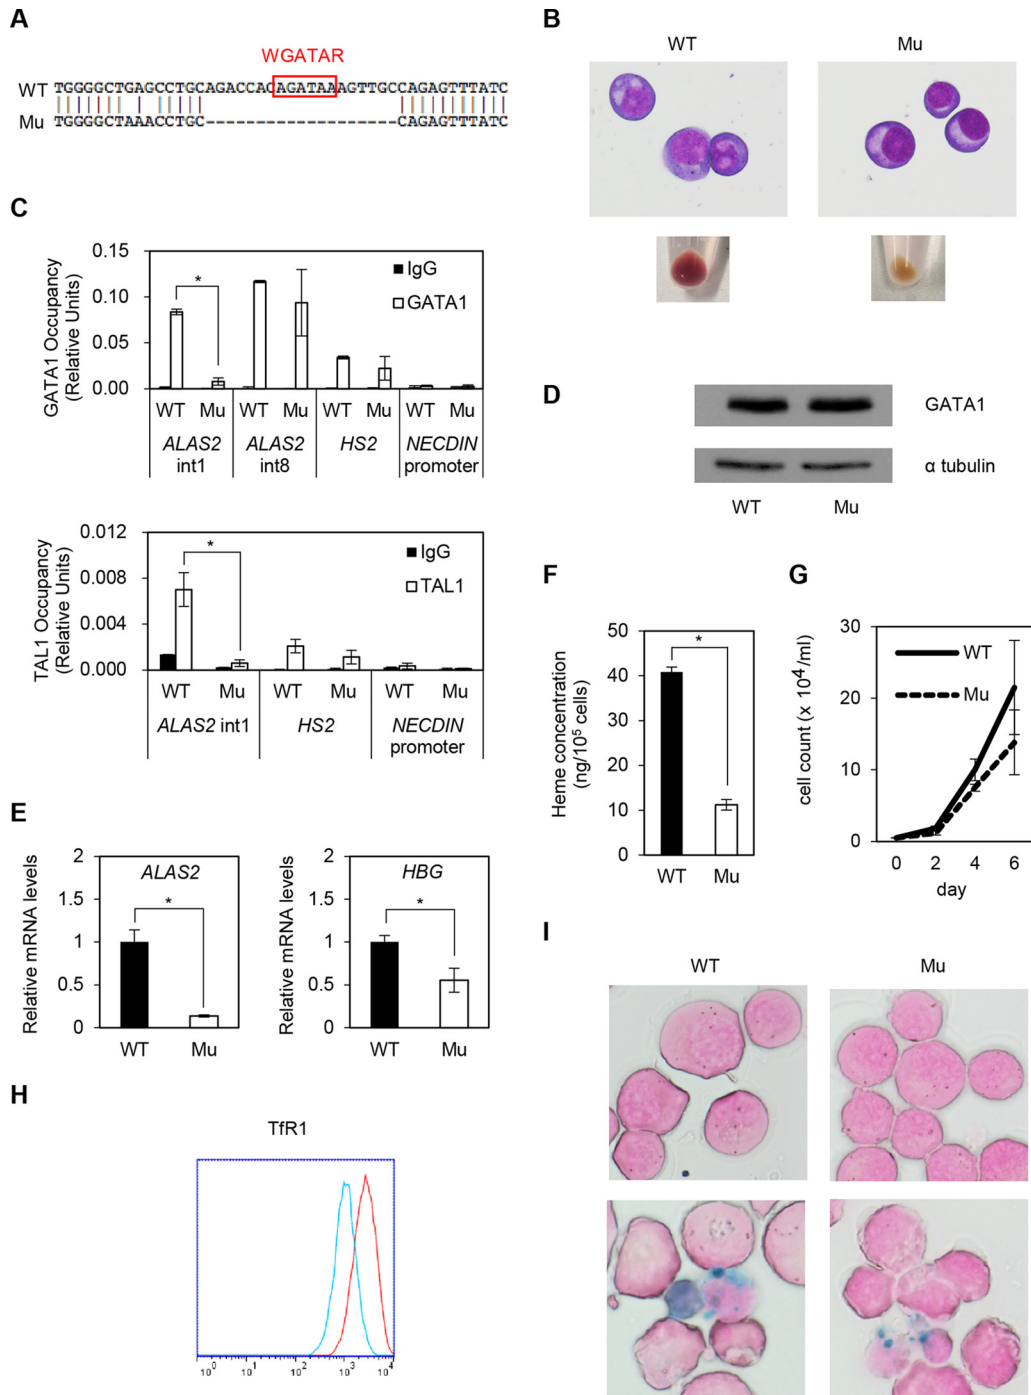 A
WGATAR
WT TGGGGCTGAGCCTGCAGACCACAGATAAAGTTGCCAGAGTTTATC
Mu TGGGGCTAAACCTGC-------------------CAGAGTTTATC
B
WT Mu
C
GATA1 Occupancy
(Relative Units)
0.15
0.10
0.05
0.00
IgG
GATA1
*
WT Mu WT Mu WT Mu WT Mu
ALAS2 int1
ALAS2 int8
HS2
NECDIN promoter
TAL1 Occupancy
(Relative Units)
0.012
0.008
0.004
0.000
IgG
TAL1
*
WT Mu WT Mu WT Mu
ALAS2 int1
HS2
NECDIN promoter
D
GATA1
α tubulin
WT Mu
E
Relative mRNA levels
2
1.5
1
0.5
0
ALAS2
*
WT Mu
Relative mRNA levels
2
1.5
1
0.5
0
HBG
*
WT Mu
F
Heme concentration
(ng/10⁵ cells)
50
40
30
20
10
0
*
WT Mu
G
cell count (x 10⁴/ml)
30
20
10
0
WT
Mu
0 2 4 6
day
H
TfR1
10⁰ 10¹ 10² 10³ 10⁴
I
WT Mu